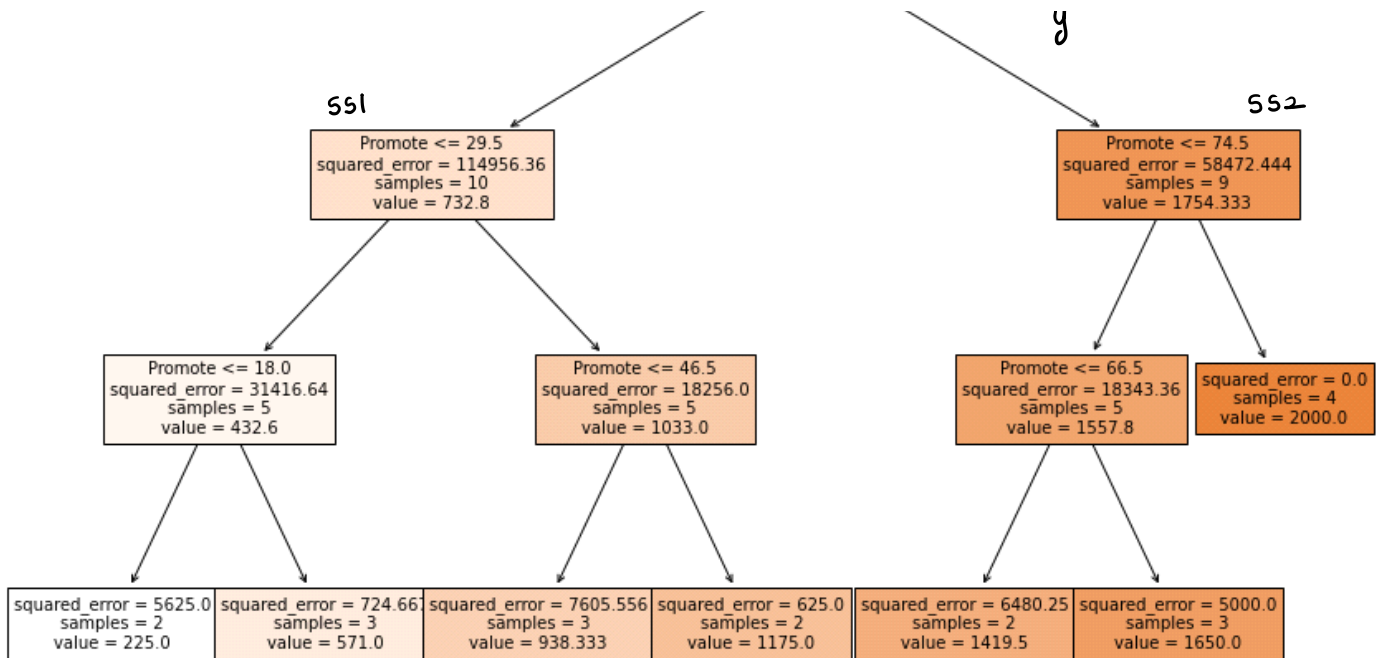 y
SS1
SS2
Promote <= 29.5
squared_error = 114956.36
samples = 10
value = 732.8
Promote <= 74.5
squared_error = 58472.444
samples = 9
value = 1754.333
Promote <= 18.0
squared_error = 31416.64
samples = 5
value = 432.6
Promote <= 46.5
squared_error = 18256.0
samples = 5
value = 1033.0
Promote <= 66.5
squared_error = 18343.36
samples = 5
value = 1557.8
squared_error = 0.0
samples = 4
value = 2000.0
squared_error = 5625.0
samples = 2
value = 225.0
squared_error = 724.667
samples = 3
value = 571.0
squared_error = 7605.556
samples = 3
value = 938.333
squared_error = 625.0
samples = 2
value = 1175.0
squared_error = 6480.25
samples = 2
value = 1419.5
squared_error = 5000.0
samples = 3
value = 1650.0